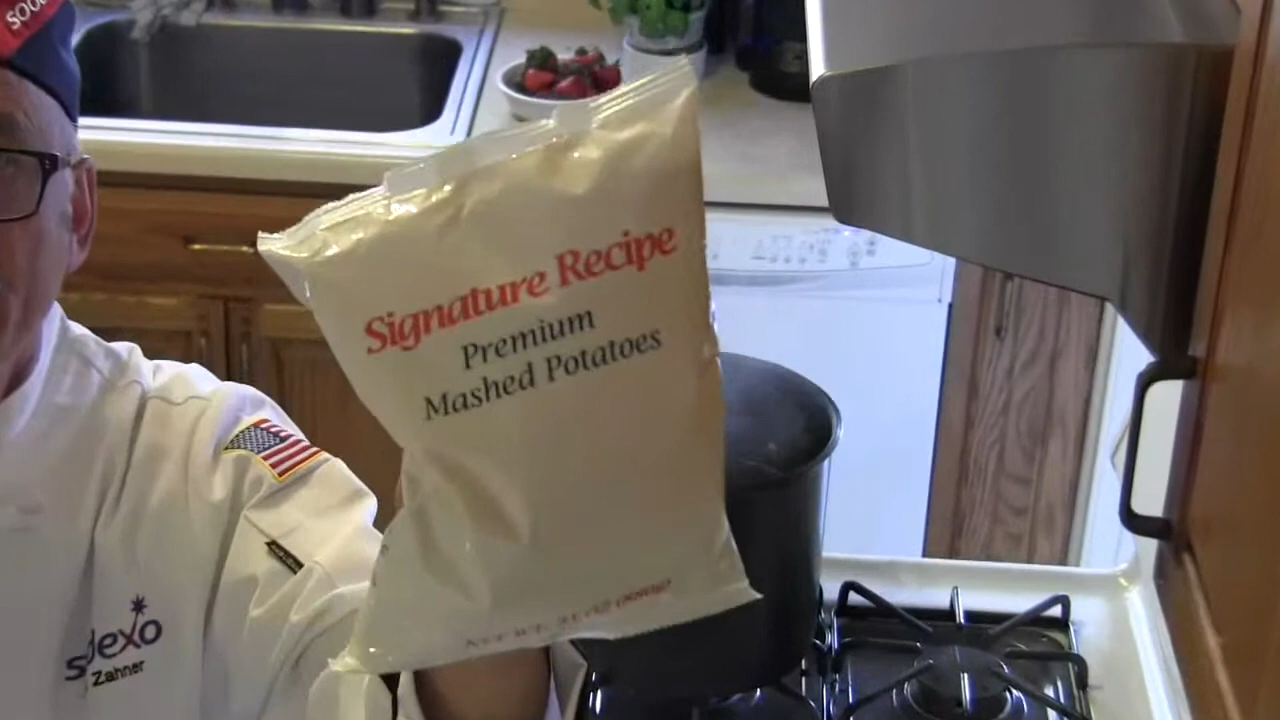 Signature Recipe
Premium
Mashed Potatoes
sodexo
Zahner